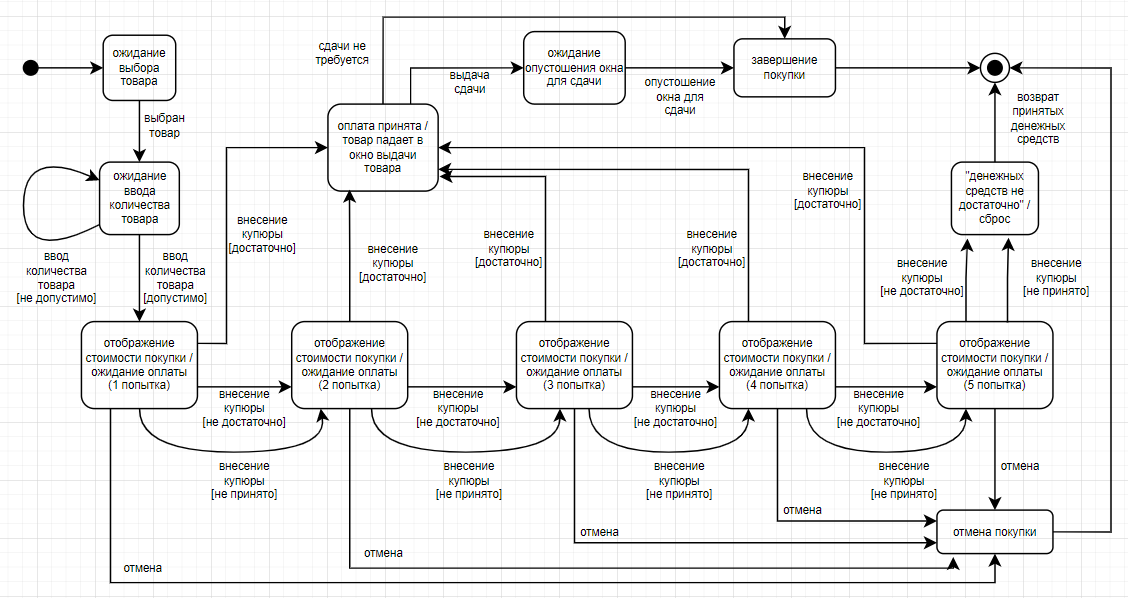 ожидание
выбора
товара
выбран
товар
ожидание
ввода
количества
товара
ввод
количества
товара
[не допустимо]
ввод
количества
товара
[допустимо]
сдачи не
требуется
выдача
сдачи
ожидание
опустошения окна
для сдачи
опустошение
окна для
сдачи
завершение
покупки
оплата принята /
товар падает в
окно выдачи
товара
возврат
принятых
денежных
средств
"денежных
средств не
достаточно" /
сброс
внесение
купюры
[достаточно]
внесение
купюры
[достаточно]
внесение
купюры
[достаточно]
внесение
купюры
[достаточно]
внесение
купюры
[достаточно]
внесение
купюры
[не достаточно]
внесение
купюры
[не принято]
отображение
стоимости покупки /
ожидание оплаты
(1 попытка)
отображение
стоимости покупки /
ожидание оплаты
(2 попытка)
отображение
стоимости покупки /
ожидание оплаты
(3 попытка)
отображение
стоимости покупки /
ожидание оплаты
(4 попытка)
отображение
стоимости покупки /
ожидание оплаты
(5 попытка)
внесение
купюры
[не достаточно]
внесение
купюры
[не достаточно]
внесение
купюры
[не достаточно]
внесение
купюры
[не достаточно]
внесение
купюры
[не принято]
внесение
купюры
[не принято]
внесение
купюры
[не принято]
внесение
купюры
[не принято]
отмена
отмена
отмена
отмена
отмена
отмена покупки